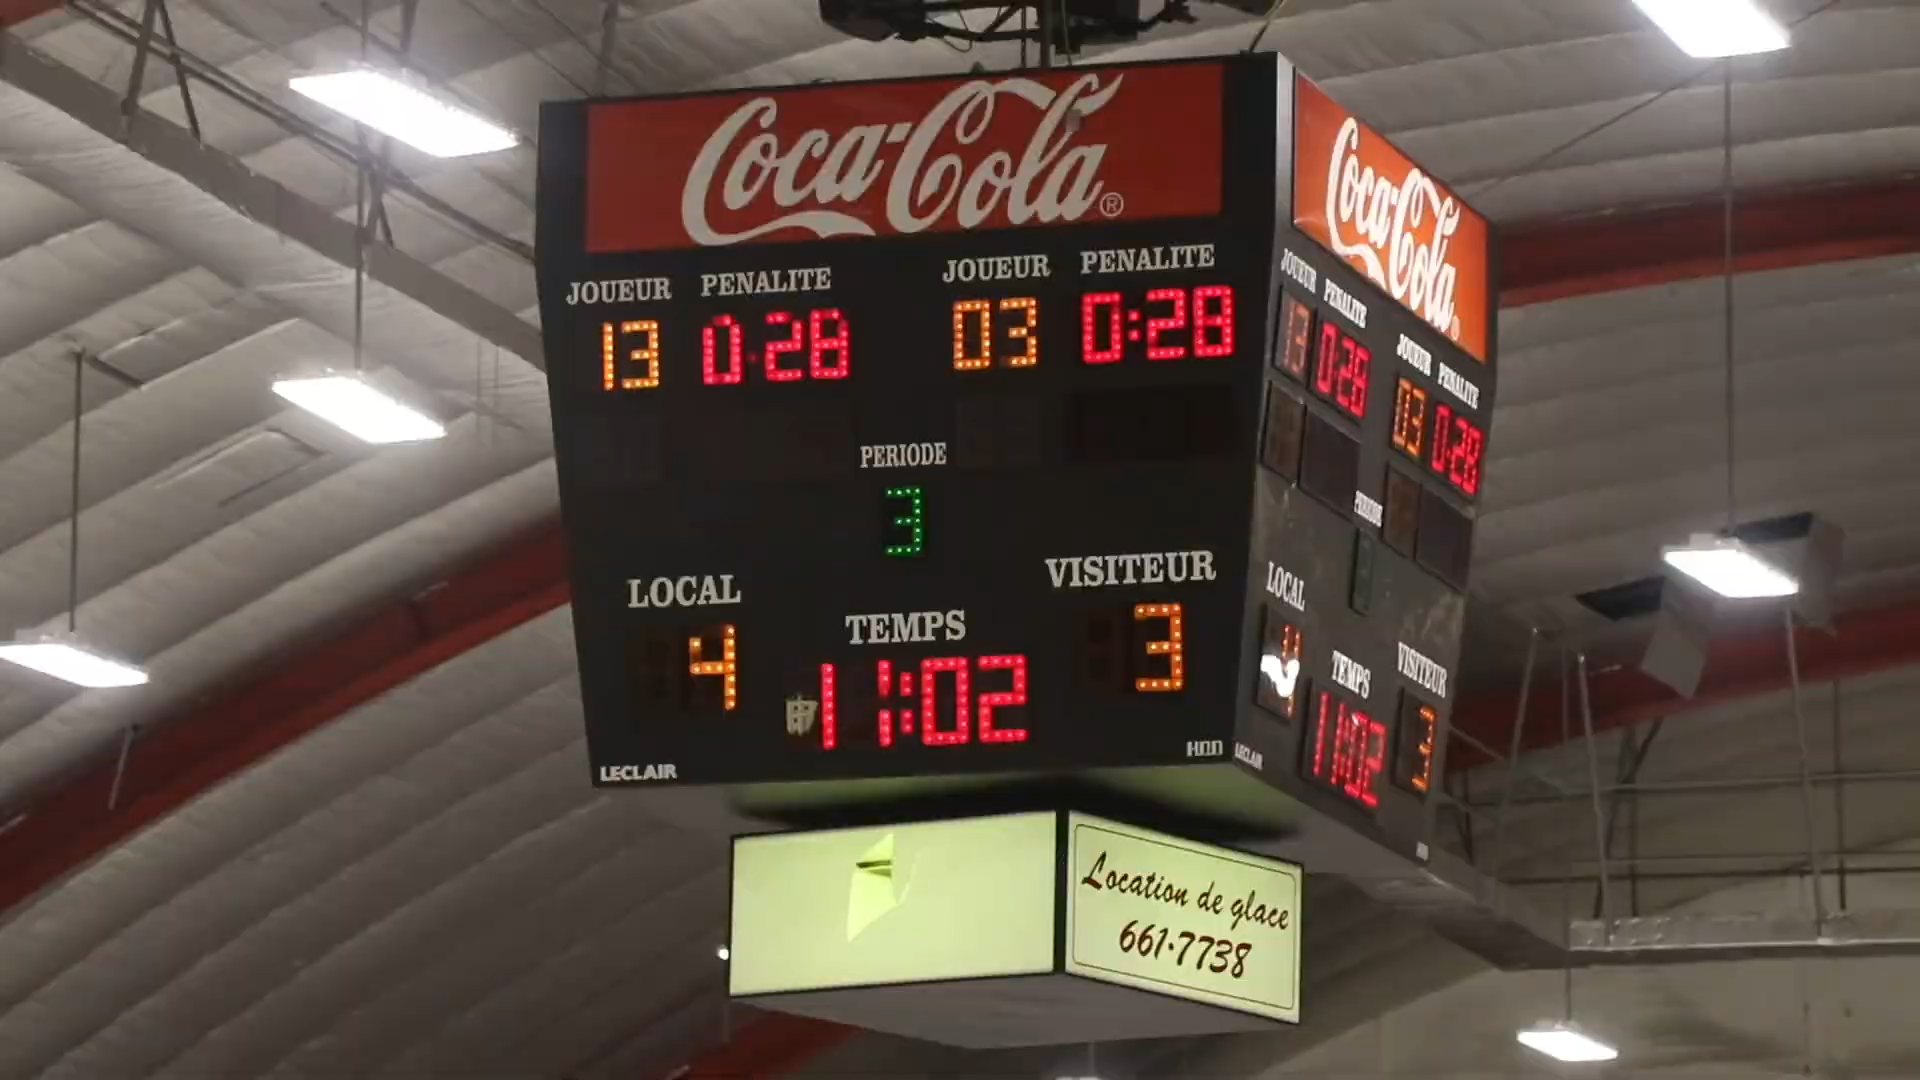 Coca-Cola®
JOUEUR PENALITE JOUEUR PENALITE
13 0:28 03 0:28
PERIODE
3
LOCAL VISITEUR
4 TEMPS 3
11:02
LECLAIR
Coca-Cola
JOUEUR PENALITE
13 0:28
JOUEUR PENALITE
03 0:28
PERIODE
LOCAL
4
TEMPS
11:02
VISITEUR
3
LECLAIR
Location de glace
661-7738